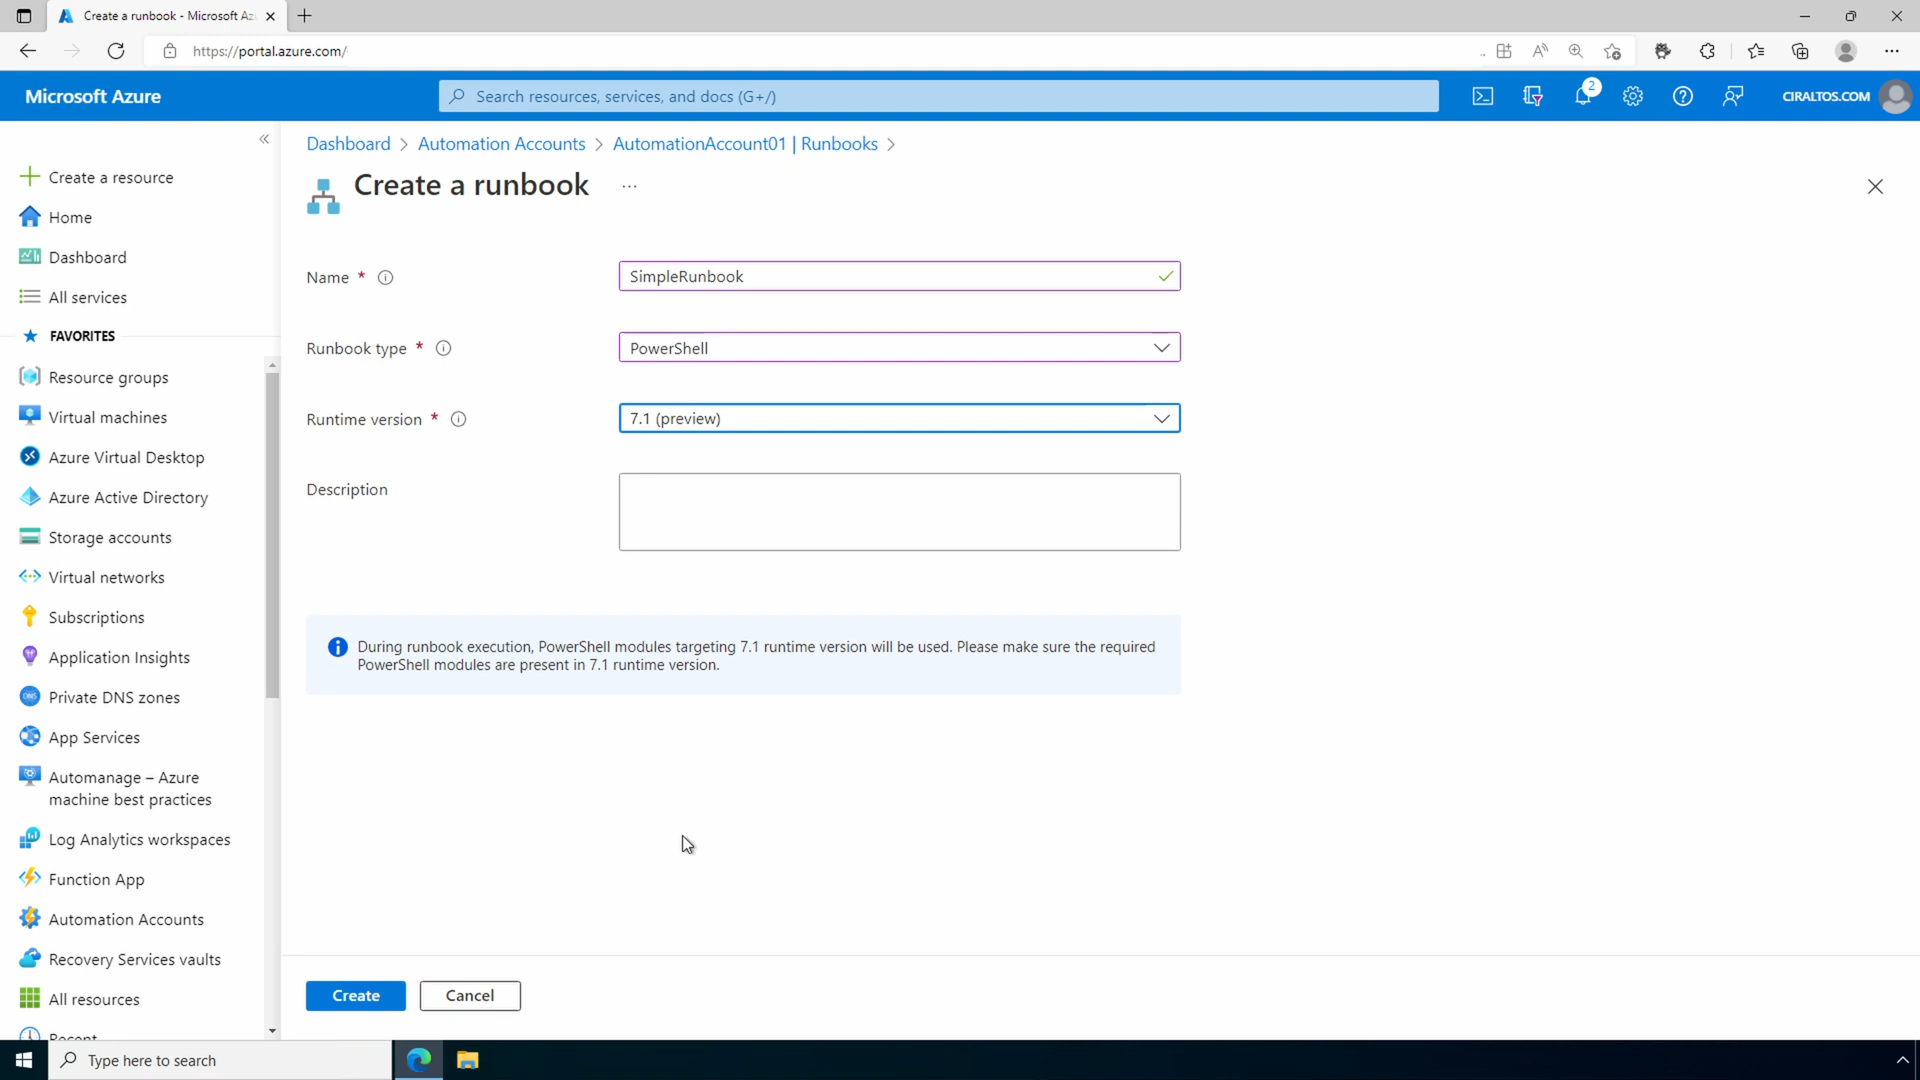 Create a runbook - Microsoft Az
https://portal.azure.com/
Microsoft Azure
Search resources, services, and docs (G+/)
2
CIRALTOS.COM
Create a resource
Home
Dashboard
All services
FAVORITES
Resource groups
Virtual machines
Azure Virtual Desktop
Azure Active Directory
Storage accounts
Virtual networks
Subscriptions
Application Insights
Private DNS zones
App Services
Automanage – Azure
machine best practices
Log Analytics workspaces
Function App
Automation Accounts
Recovery Services vaults
All resources
Recent
Dashboard > Automation Accounts > AutomationAccount01 | Runbooks >
Create a runbook ...
Name *
SimpleRunbook
Runbook type *
PowerShell
Runtime version *
7.1 (preview)
Description
During runbook execution, PowerShell modules targeting 7.1 runtime version will be used. Please make sure the required
PowerShell modules are present in 7.1 runtime version.
Create
Cancel
Type here to search